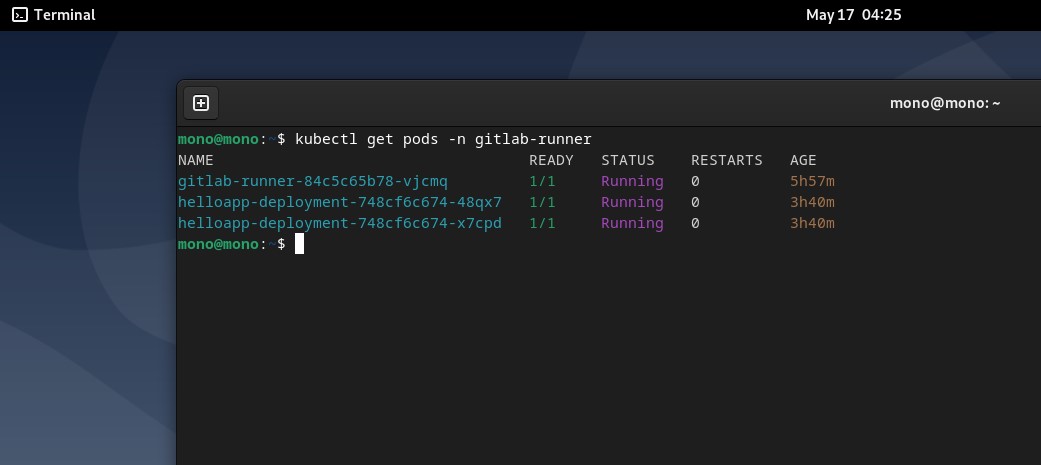 Terminal
May 17 04:25
mono@mono: ~
mono@mono:~$ kubectl get pods -n gitlab-runner
NAME READY STATUS RESTARTS AGE
gitlab-runner-84c5c65b78-vjcmq 1/1 Running 0 5h57m
helloapp-deployment-748cf6c674-48qx7 1/1 Running 0 3h40m
helloapp-deployment-748cf6c674-x7cpd 1/1 Running 0 3h40m
mono@mono:~$